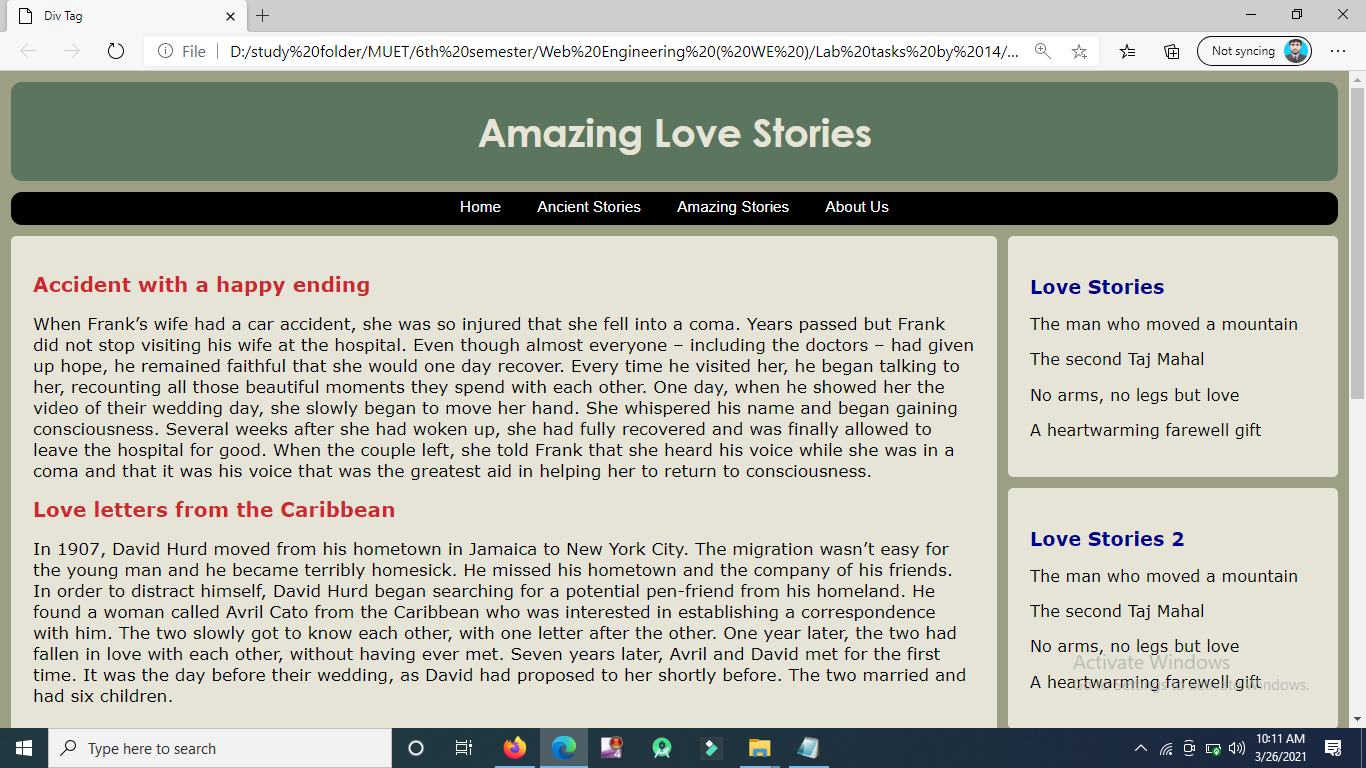 Div Tag
File
D:/study%20folder/MUET/6th%20semester/Web%20Engineering%20(%20WE%20)/Lab%20tasks%20by%2014/...
Not syncing
Amazing Love Stories
Home Ancient Stories Amazing Stories About Us
Accident with a happy ending
When Frank’s wife had a car accident, she was so injured that she fell into a coma. Years passed but Frank
did not stop visiting his wife at the hospital. Even though almost everyone – including the doctors – had given
up hope, he remained faithful that she would one day recover. Every time he visited her, he began talking to
her, recounting all those beautiful moments they spend with each other. One day, when he showed her the
video of their wedding day, she slowly began to move her hand. She whispered his name and began gaining
consciousness. Several weeks after she had woken up, she had fully recovered and was finally allowed to
leave the hospital for good. When the couple left, she told Frank that she heard his voice while she was in a
coma and that it was his voice that was the greatest aid in helping her to return to consciousness.
Love letters from the Caribbean
In 1907, David Hurd moved from his hometown in Jamaica to New York City. The migration wasn’t easy for
the young man and he became terribly homesick. He missed his hometown and the company of his friends.
In order to distract himself, David Hurd began searching for a potential pen-friend from his homeland. He
found a woman called Avril Cato from the Caribbean who was interested in establishing a correspondence
with him. The two slowly got to know each other, with one letter after the other. One year later, the two had
fallen in love with each other, without having ever met. Seven years later, Avril and David met for the first
time. It was the day before their wedding, as David had proposed to her shortly before. The two married and
had six children.
Love Stories
The man who moved a mountain
The second Taj Mahal
No arms, no legs but love
A heartwarming farewell gift
Love Stories 2
The man who moved a mountain
The second Taj Mahal
No arms, no legs but love
A heartwarming farewell gift
Activate Windows
Go to Settings to activate Windows.
Type here to search
10:11 AM
3/26/2021